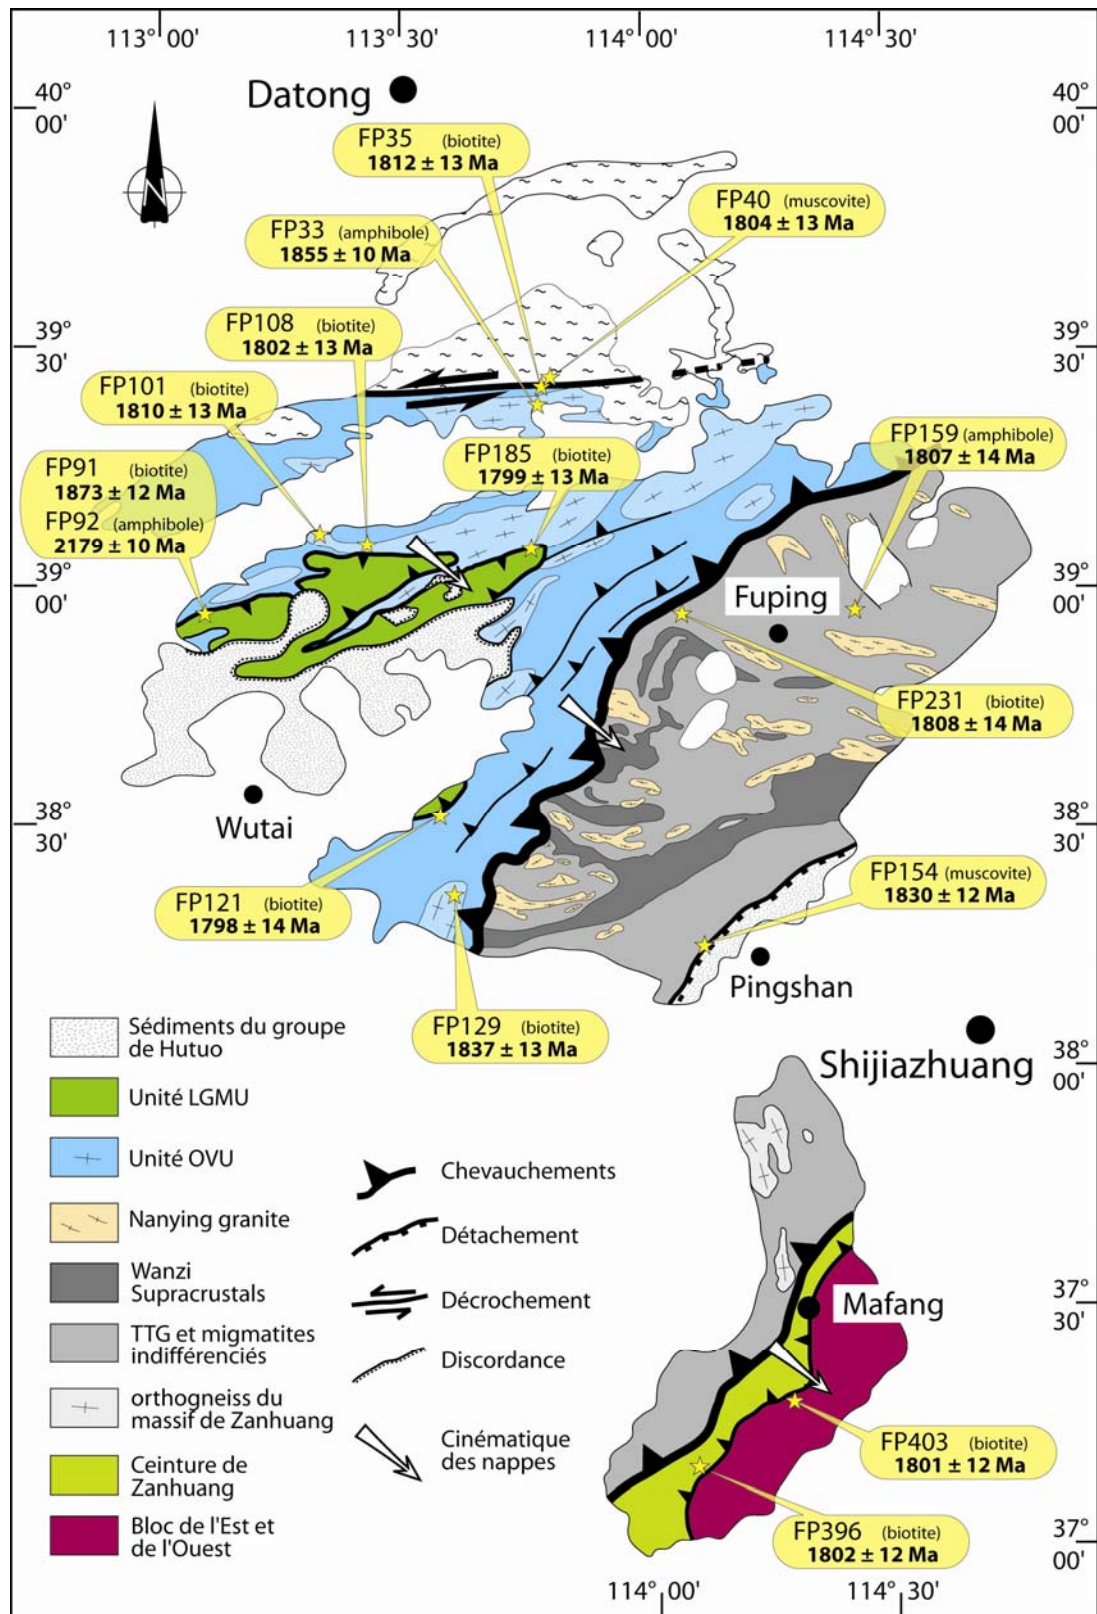 113° 00'
113° 30'
114° 00'
114° 30'
40°
00'
40°
00'
Datong
N
FP35 (biotite)
1812 ± 13 Ma
FP40 (muscovite)
1804 ± 13 Ma
FP33 (amphibole)
1855 ± 10 Ma
FP108 (biotite)
1802 ± 13 Ma
39°
30'
39°
30'
FP101 (biotite)
1810 ± 13 Ma
FP185 (biotite)
1799 ± 13 Ma
FP159 (amphibole)
1807 ± 14 Ma
FP91 (biotite)
1873 ± 12 Ma
FP92 (amphibole)
2179 ± 10 Ma
39°
00'
39°
00'
Fuping
FP231 (biotite)
1808 ± 14 Ma
38°
30'
38°
30'
Wutai
FP121 (biotite)
1798 ± 14 Ma
FP154 (muscovite)
1830 ± 12 Ma
Pingshan
FP129 (biotite)
1837 ± 13 Ma
Shijiazhuang
38°
00'
Sédiments du groupe
de Hutuo
Unité LGMU
Unité OVU
Nanying granite
Wanzi
Supracrustals
TTG et migmatites
indifférenciés
orthogneiss du
massif de Zanhuang
Ceinture de
Zanhuang
Bloc de l'Est et
de l'Ouest
Chevauchements
Détachement
Décrochement
Discordance
Cinématique
des nappes
37°
30'
Mafang
FP403 (biotite)
1801 ± 12 Ma
FP396 (biotite)
1802 ± 12 Ma
37°
00'
114° 00'
114° 30'